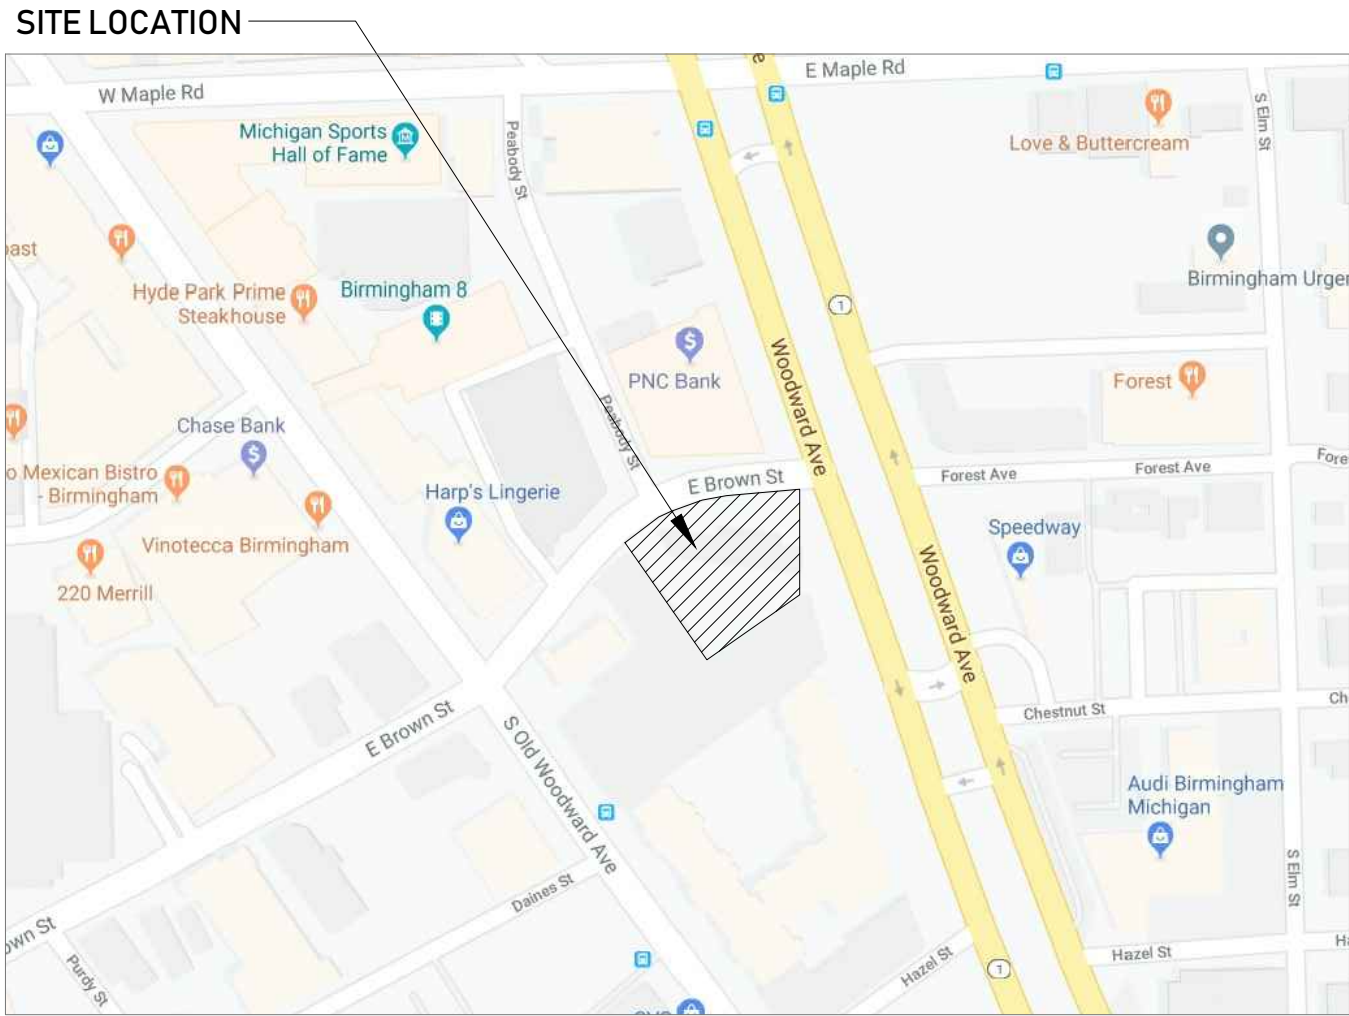 SITE LOCATION
W Maple Rd
E Maple Rd
Michigan Sports
Hall of Fame
Peabody St
Love & Buttercream
S Elm St
Hyde Park Prime
Steakhouse
Birmingham 8
1
Birmingham Urger
PNC Bank
Peabody St
Woodward Ave
Forest
Chase Bank
o Mexican Bistro
- Birmingham
Harp's Lingerie
E Brown St
Forest Ave
Forest Ave
Fore
Vinotecca Birmingham
220 Merrill
Speedway
Woodward Ave
E Brown St
S Old Woodward Ave
Chestnut St
Ch
Audi Birmingham
Michigan
Daines St
S Elm St
own St
Purdy St
Hazel St
1
Hazel St